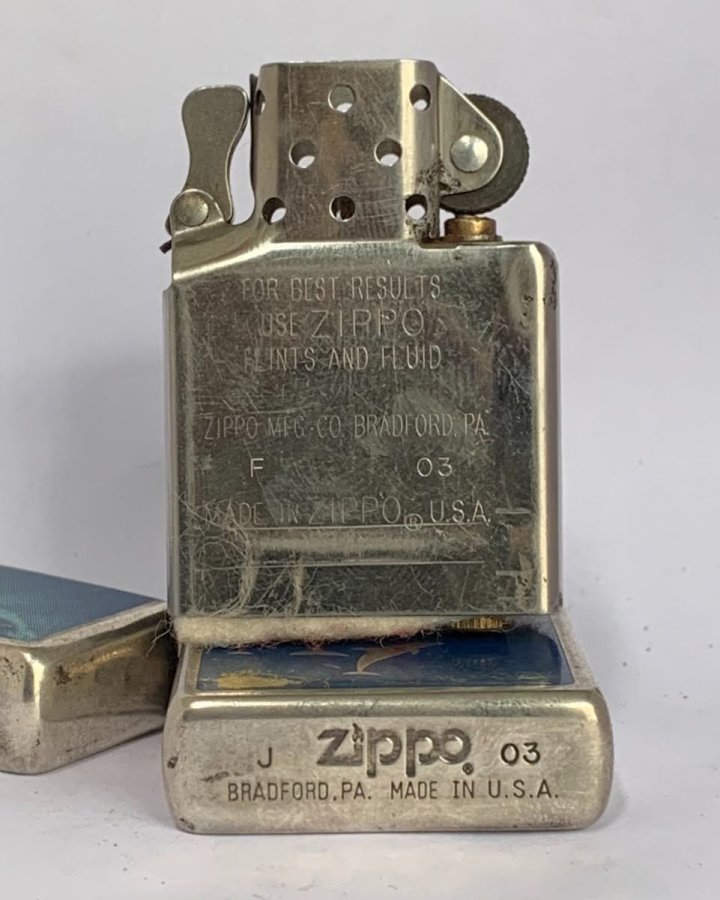 FOR BEST RESULTS
USE ZIPPO
FLINTS AND FLUID
ZIPPO MFG. CO. BRADFORD, PA.
F 03
MADE IN ZIPPO® U.S.A.
J zippo® 03
BRADFORD, PA. MADE IN U.S.A.